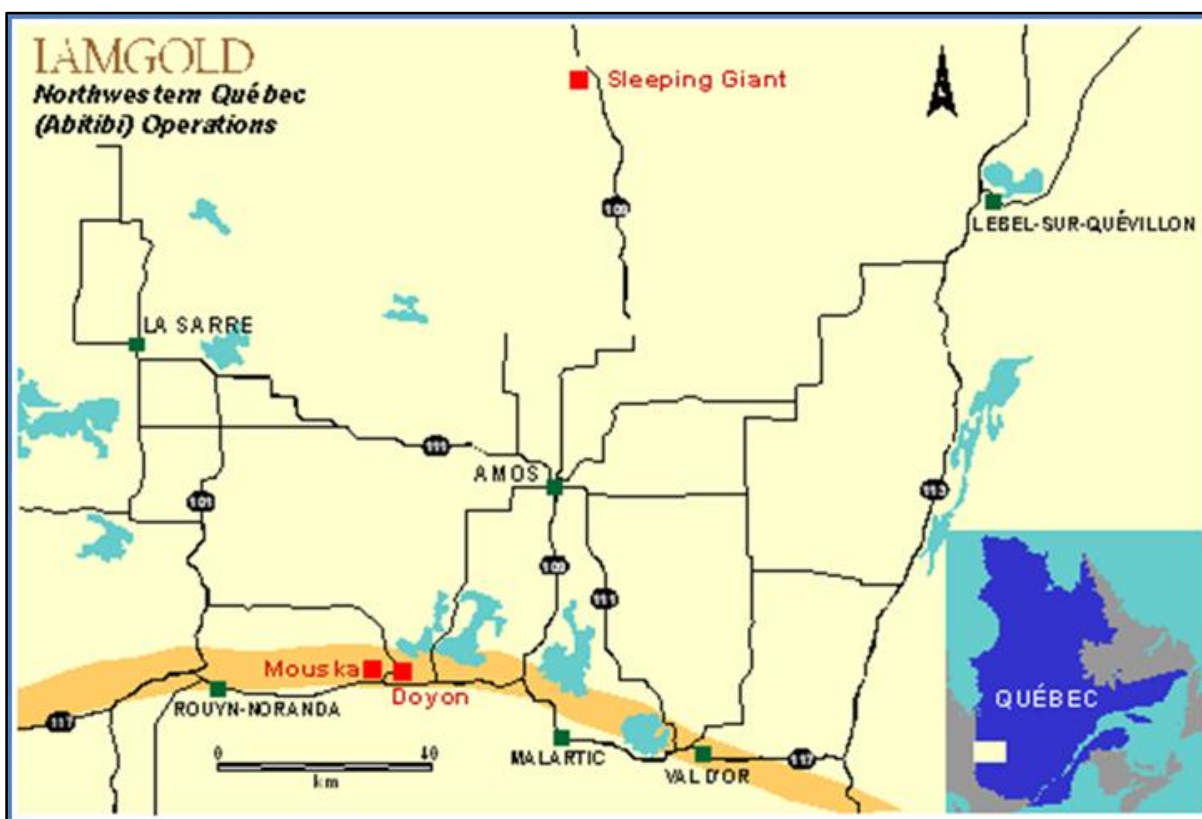 IAMGOLD
Northwestern Québec
(Abitibi) Operations
Sleeping Giant
109
LEBEL-SUR-QUÉVILLON
LA SARRE
111
AMOS
101
113
109
111
QUÉBEC
Mouska
Doyon
ROUYN-NORANDA
117
0 40
km
MALARTIC
VAL D'OR
117